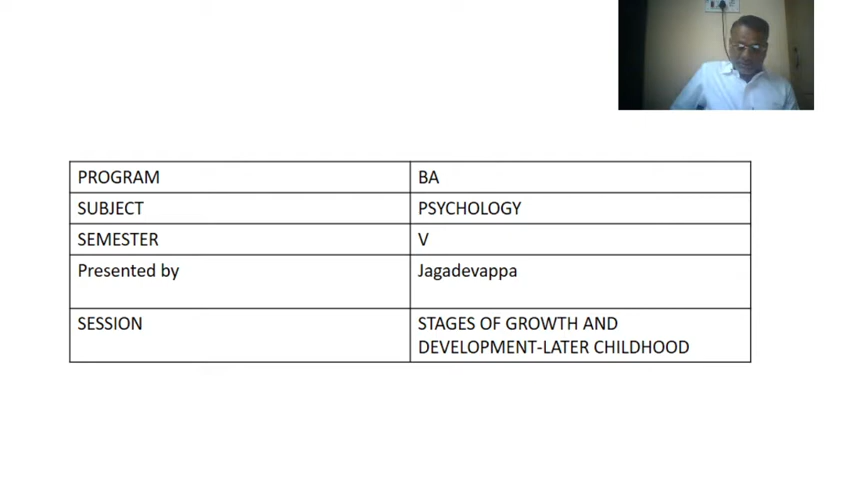 PROGRAM BA
SUBJECT PSYCHOLOGY
SEMESTER V
Presented by Jagadevappa
SESSION STAGES OF GROWTH AND
DEVELOPMENT-LATER CHILDHOOD